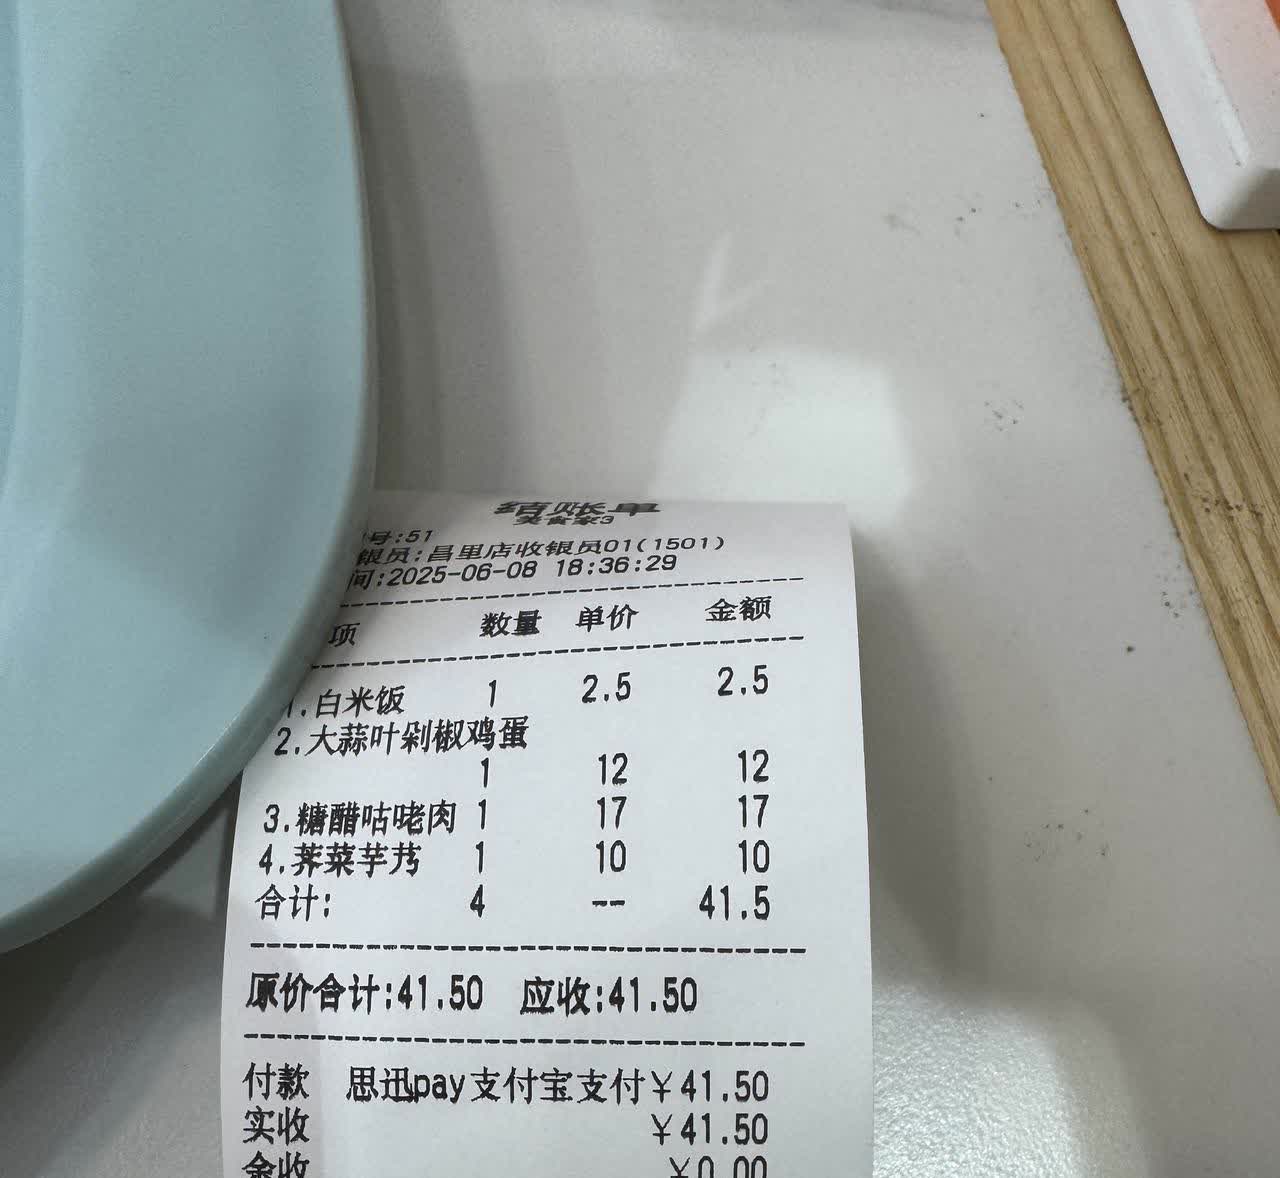 结账单
美食家3
号:51
银员:昌里店收银员01(1501)
间:2025-06-08 18:36:29
项 数量 单价 金额
1.白米饭 1 2.5 2.5
2.大蒜叶剁椒鸡蛋
1 12 12
3.糖醋咕咾肉 1 17 17
4.荠菜芋艿 1 10 10
合计: 4 -- 41.5
原价合计:41.50 应收:41.50
付款 思迅pay支付宝支付￥41.50
实收 ￥41.50
余收 ￥0.00